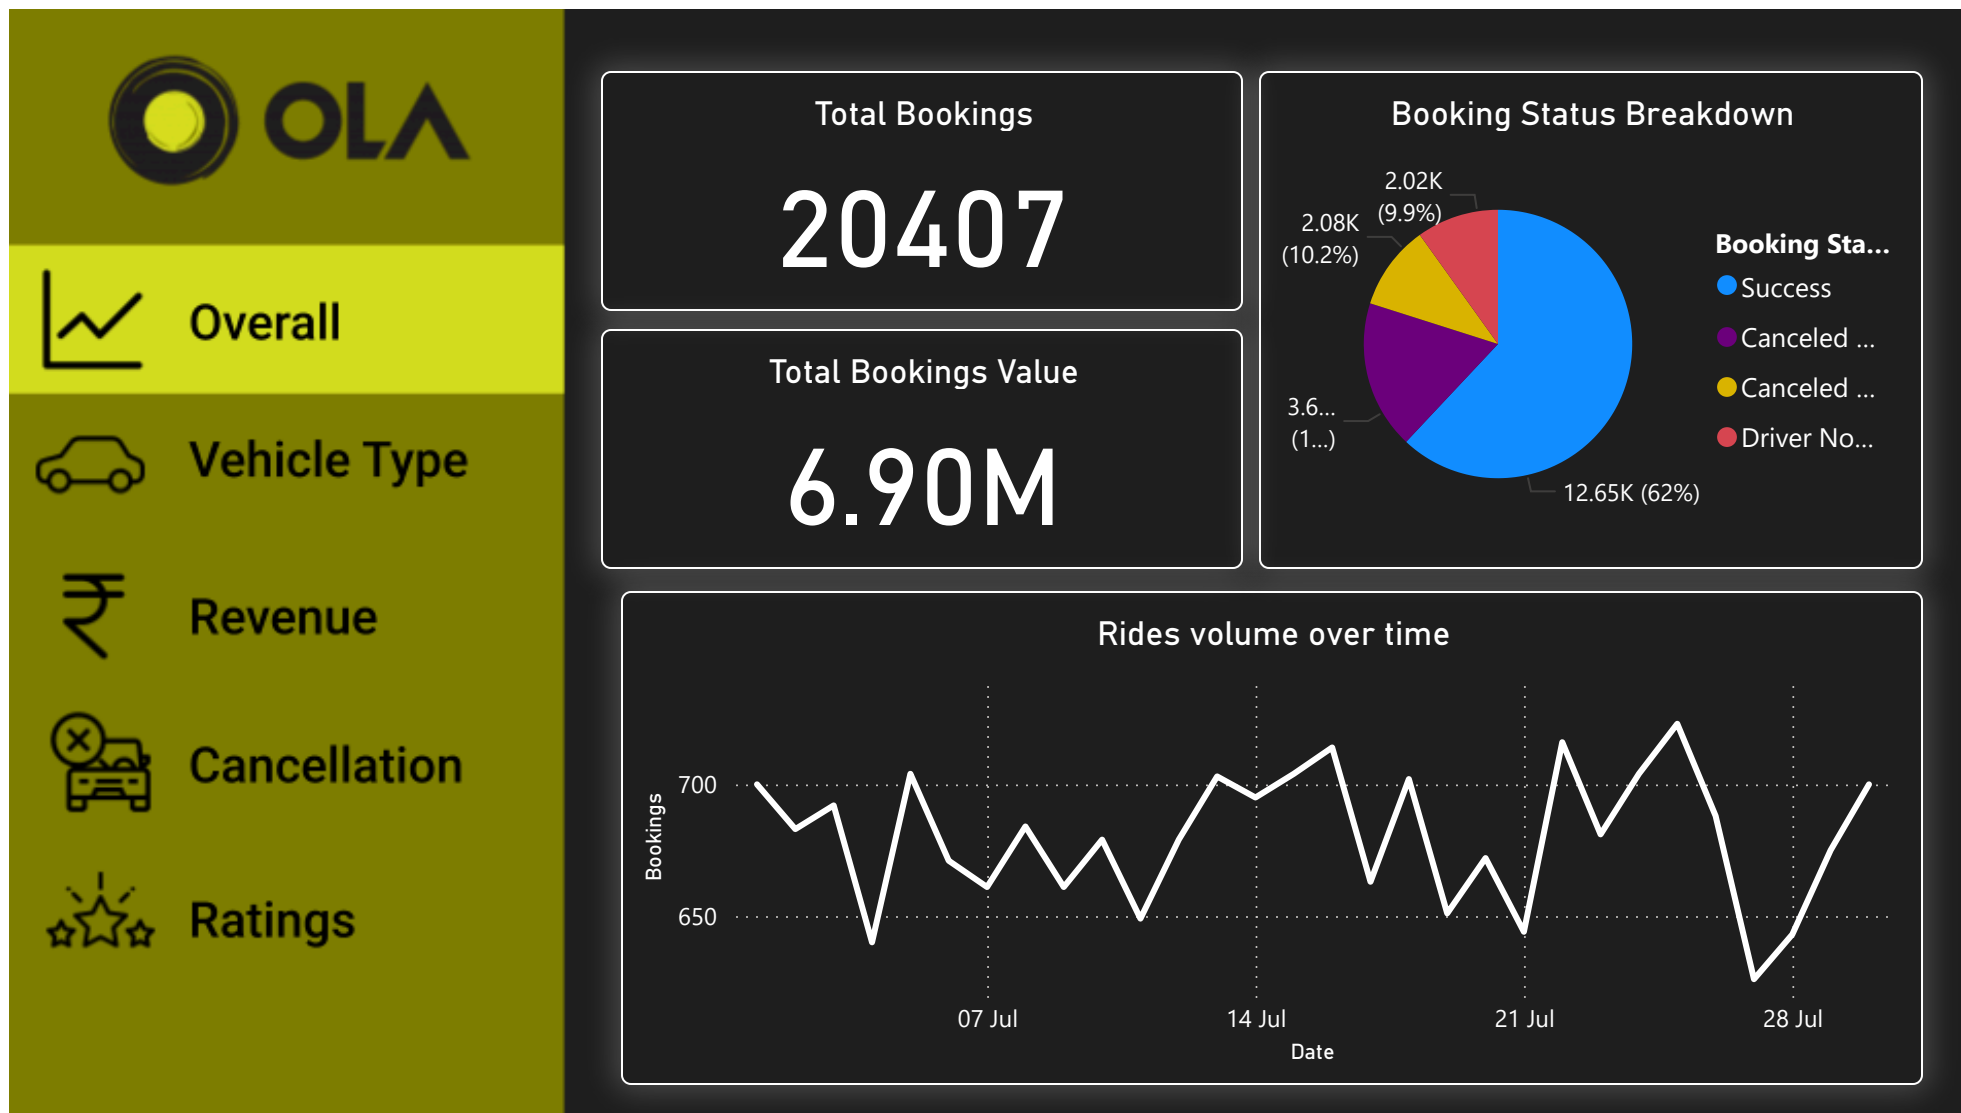 OLA
Overall
Vehicle Type
Revenue
Cancellation
Ratings
Total Bookings
20407
Total Bookings Value
6.90M
Booking Status Breakdown
2.02K
(9.9%)
2.08K
(10.2%)
3.6...
(1...)
12.65K (62%)
Booking Sta...
Success
Canceled ...
Canceled ...
Driver No...
Rides volume over time
Bookings
700
650
07 Jul
14 Jul
21 Jul
28 Jul
Date